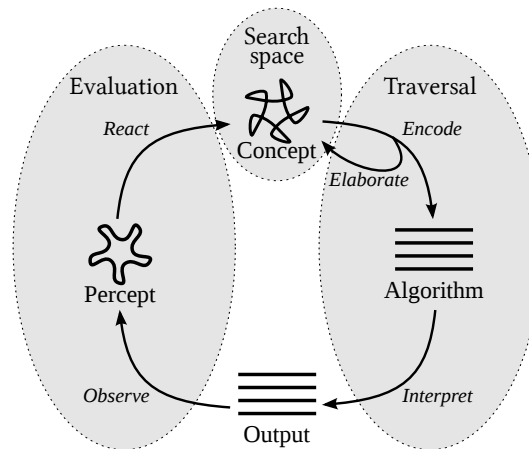 Search
space
Evaluation
Traversal
React
Encode
Concept
Elaborate
Percept
Algorithm
Observe
Interpret
Output